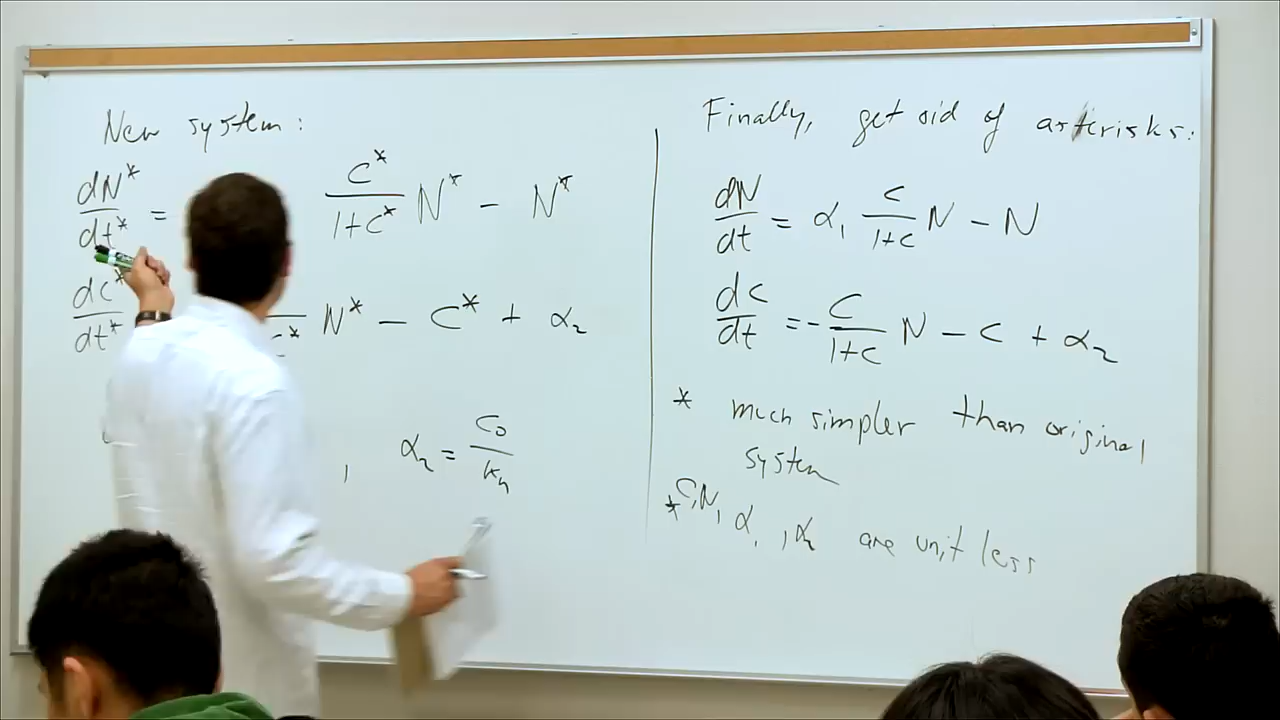 New system:
dN*/dt* = C*/1+C* N* − N*
dc*/dt* N* − C* + α₂
, α₂ = C₀/kₙ
Finally, get rid of asterisks:
dN/dt = α₁ C/1+C N − N
dc/dt = − C/1+C N − C + α₂
* much simpler than original
system
* C, N, α₁, α₂ are unit less